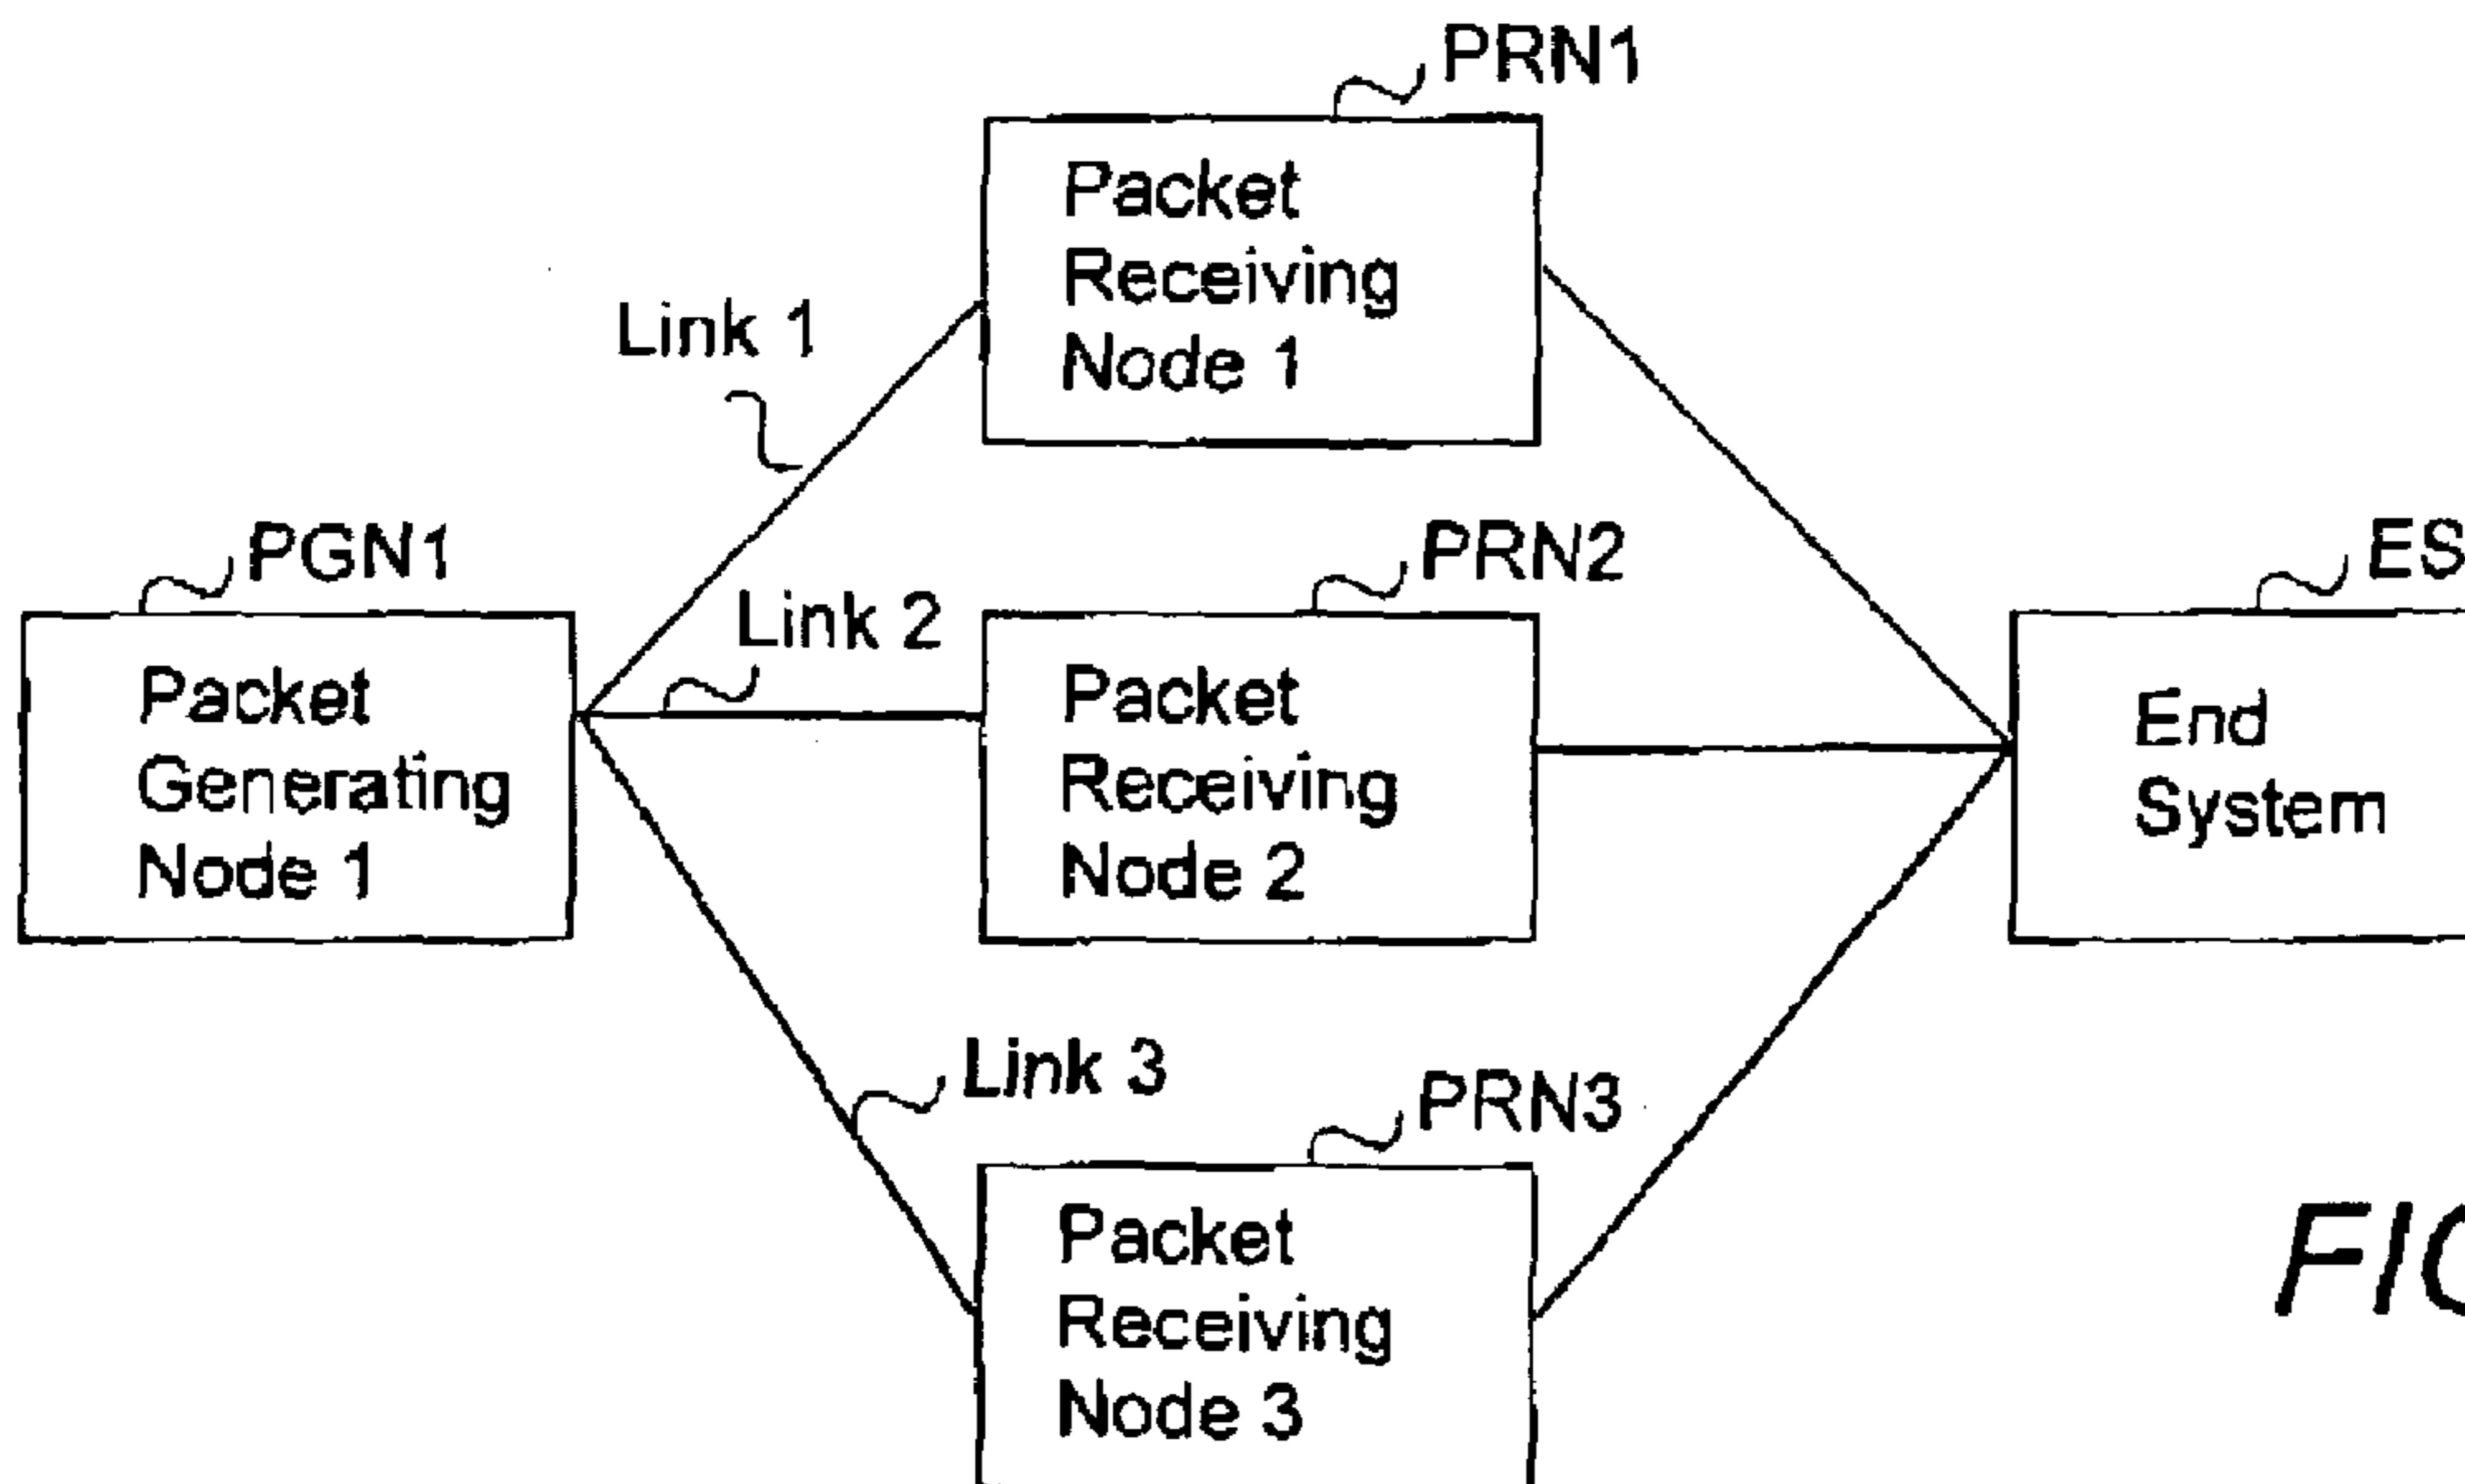 PRN1
Packet
Receiving
Node 1
Link 1
PGN1
Packet
Generating
Node 1
Link 2
PRN2
Packet
Receiving
Node 2
ES
End
System
Link 3
PRN3
Packet
Receiving
Node 3